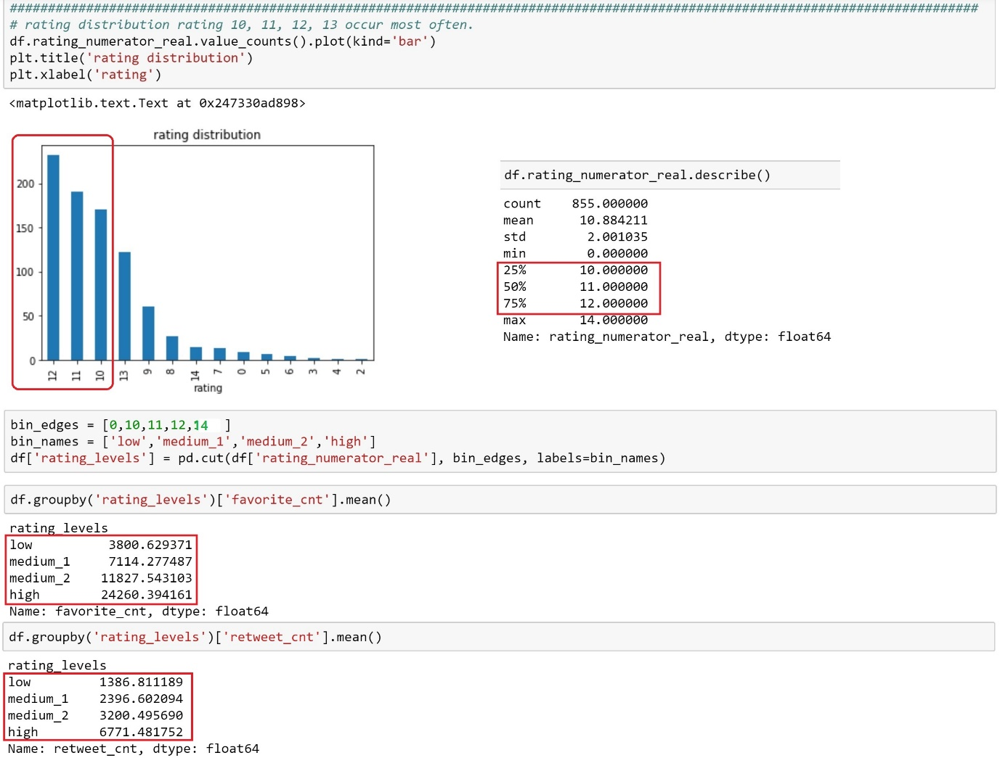 ################################################################################################################################
# rating distribution rating 10, 11, 12, 13 occur most often.
df.rating_numerator_real.value_counts().plot(kind='bar')
plt.title('rating distribution')
plt.xlabel('rating')
<matplotlib.text.Text at 0x247330ad898>
rating distribution
200
150
100
50
0
12 11 10 13 9 8 14 7 0 5 6 3 4 2
rating
df.rating_numerator_real.describe()
count 855.000000
mean 10.884211
std 2.001035
min 0.000000
25% 10.000000
50% 11.000000
75% 12.000000
max 14.000000
Name: rating_numerator_real, dtype: float64
bin_edges = [0,10,11,12,14 ]
bin_names = ['low','medium_1','medium_2','high']
df['rating_levels'] = pd.cut(df['rating_numerator_real'], bin_edges, labels=bin_names)
df.groupby('rating_levels')['favorite_cnt'].mean()
rating_levels
low 3800.629371
medium_1 7114.277487
medium_2 11827.543103
high 24260.394161
Name: favorite_cnt, dtype: float64
df.groupby('rating_levels')['retweet_cnt'].mean()
rating_levels
low 1386.811189
medium_1 2396.602094
medium_2 3200.495690
high 6771.481752
Name: retweet_cnt, dtype: float64